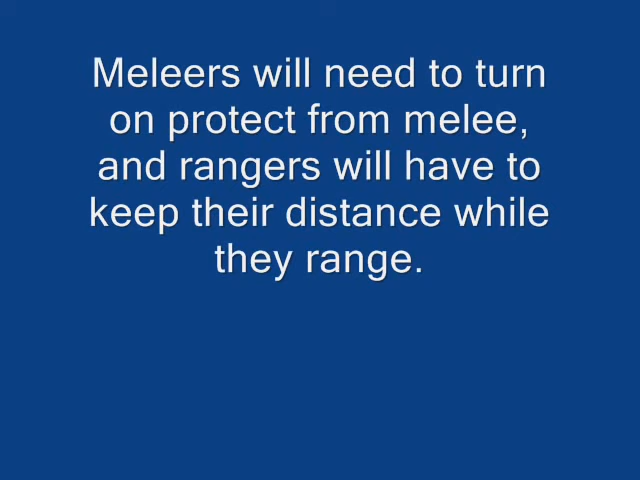 Meleers will need to turn
on protect from melee,
and rangers will have to
keep their distance while
they range.